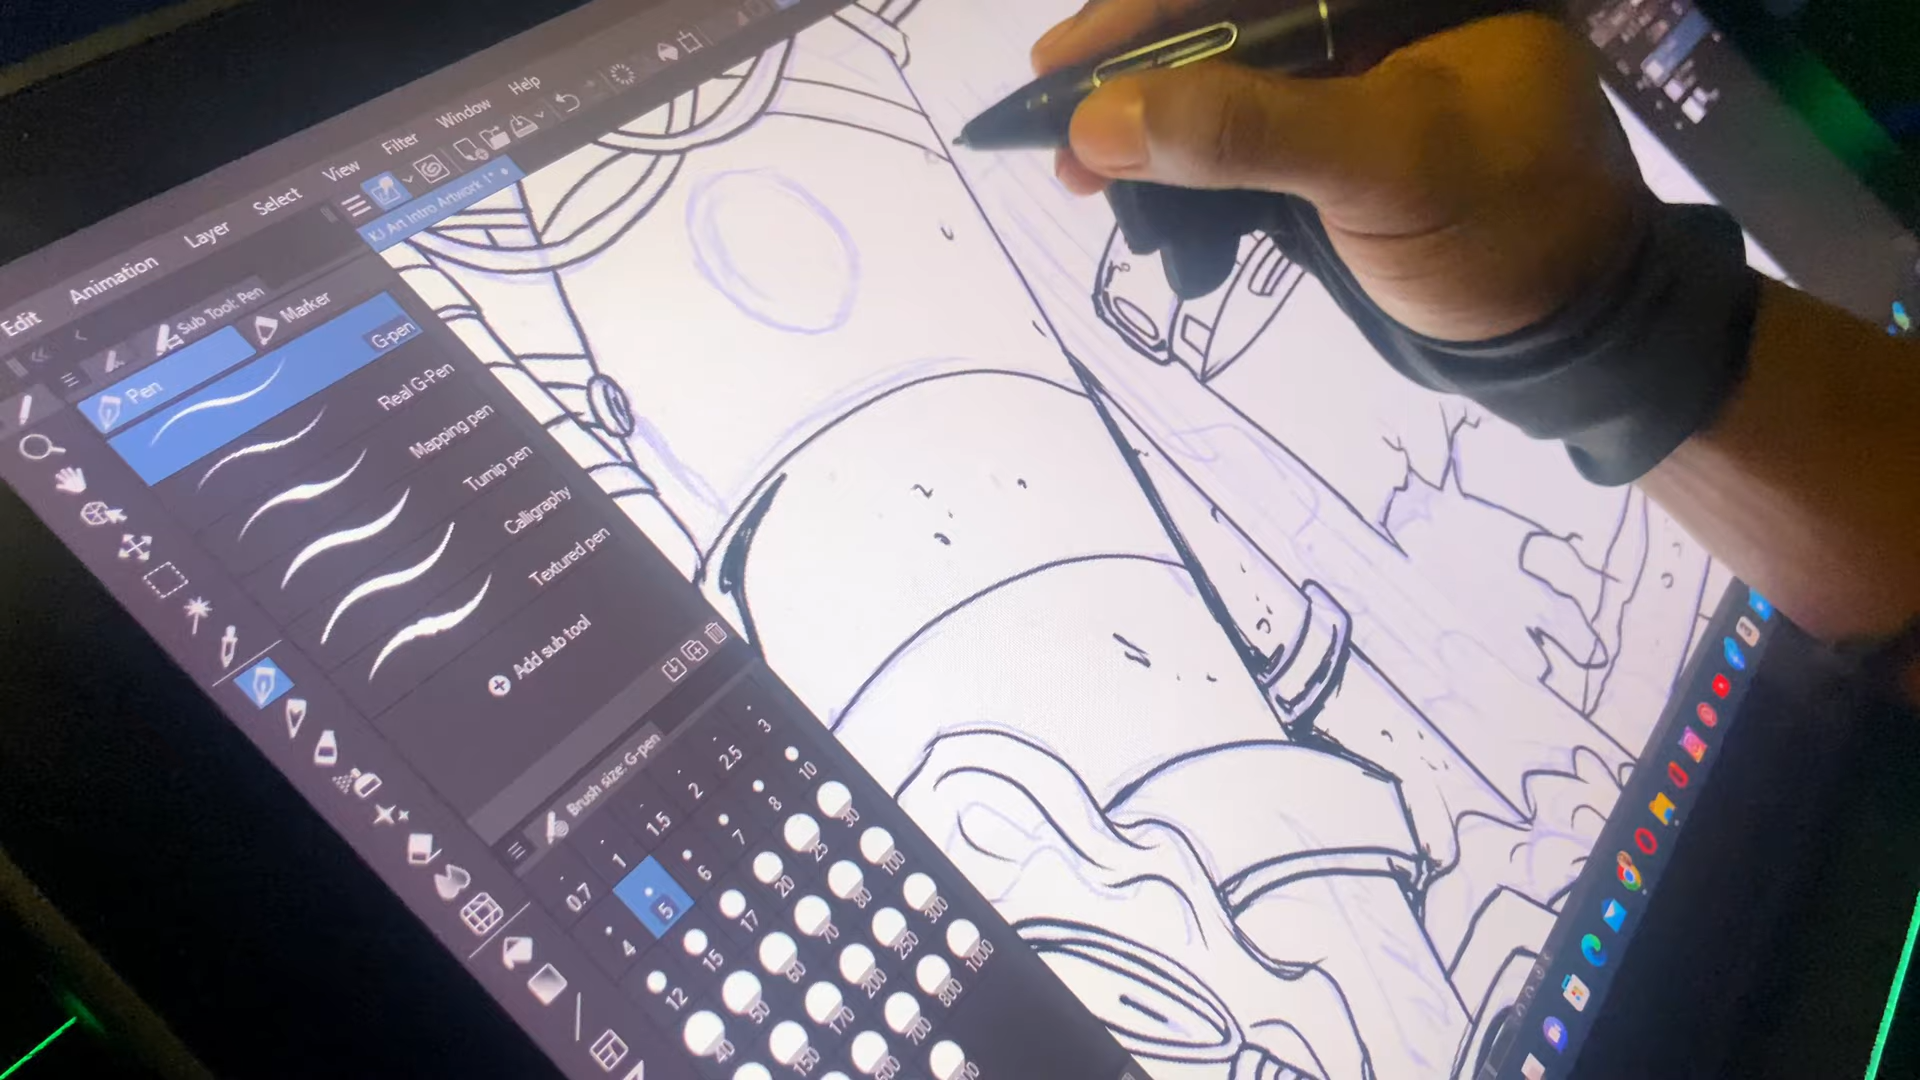 Edit Animation Layer Select View Filter Window Help
KJ Art Intro Artwork 1*
Sub Tool: Pen
Pen
Marker
G-pen
Real G-Pen
Mapping pen
Turnip pen
Calligraphy
Textured pen
Add sub tool
Brush size: G-pen
0.7 1 1.5 2 2.5 3
4 5 6 7 8 10
12 15 17 20 25 30
40 50 60 70 80 100
150 170 200 250 300
700 800 1000